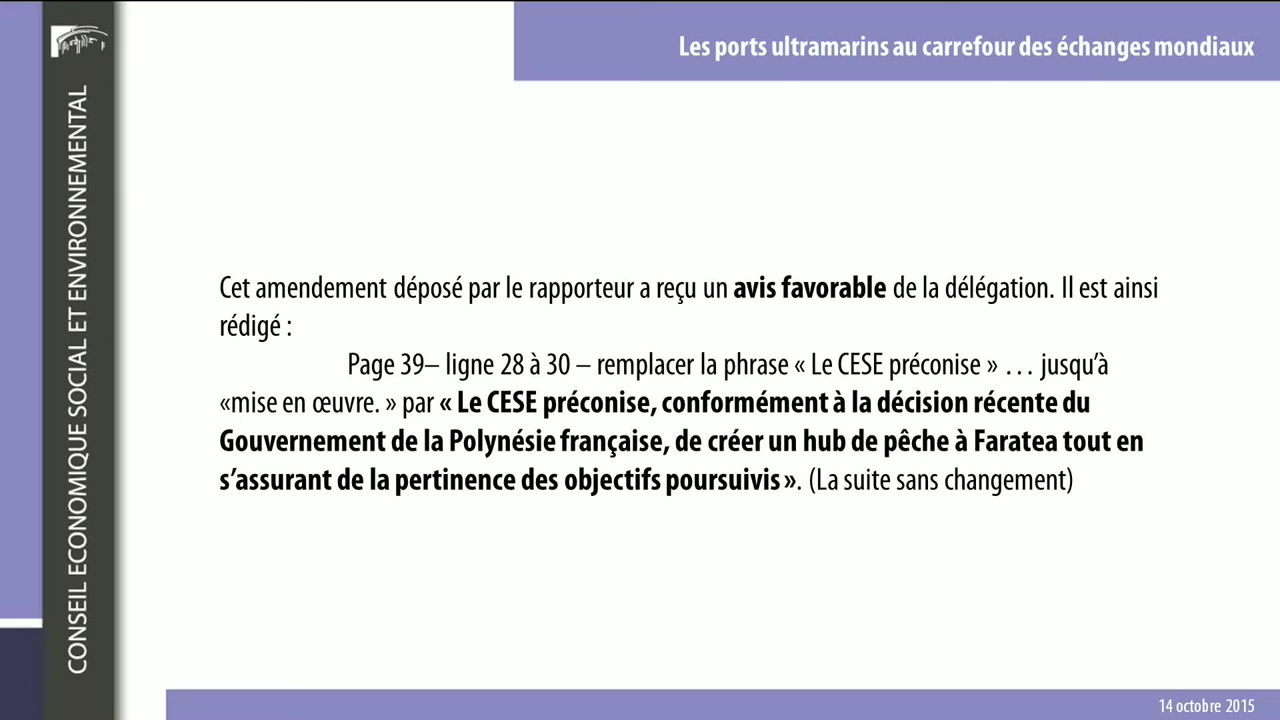 Les ports ultramarins au carrefour des échanges mondiaux
CONSEIL ECONOMIQUE SOCIAL ET ENVIRONNEMENTAL
Cet amendement déposé par le rapporteur a reçu un avis favorable de la délégation. Il est ainsi
rédigé :
Page 39– ligne 28 à 30 – remplacer la phrase « Le CESE préconise » … jusqu’à
«mise en œuvre. » par « Le CESE préconise, conformément à la décision récente du
Gouvernement de la Polynésie française, de créer un hub de pêche à Faratea tout en
s’assurant de la pertinence des objectifs poursuivis ». (La suite sans changement)
14 octobre 2015